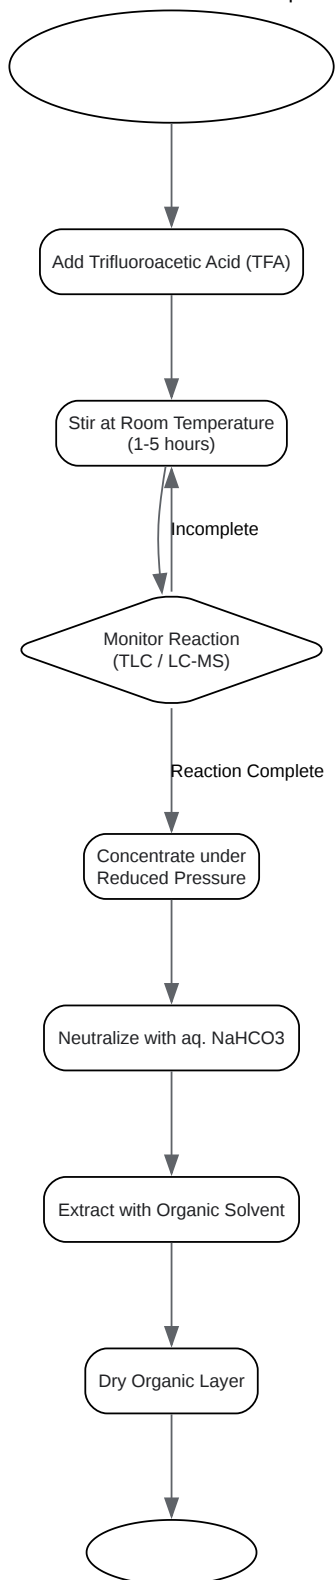 Add Trifluoroacetic Acid (TFA)
Stir at Room Temperature
(1-5 hours)
Incomplete
Monitor Reaction
(TLC / LC-MS)
Reaction Complete
Concentrate under
Reduced Pressure
Neutralize with aq. NaHCO3
Extract with Organic Solvent
Dry Organic Layer